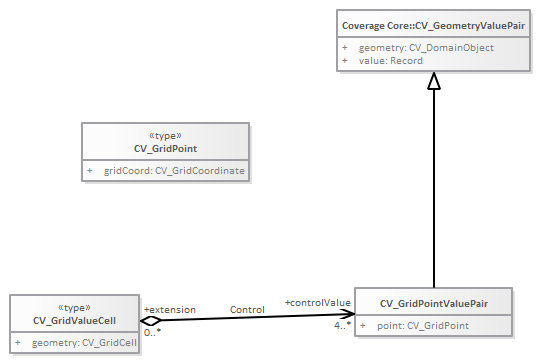 Coverage Core::CV_GeometryValuePair
+ geometry: CV_DomainObject
+ value: Record
«type»
CV_GridPoint
+ gridCoord: CV_GridCoordinate
«type»
CV_GridValueCell
+ geometry: CV_GridCell
+extension
0..*
Control
+controlValue
4..*
CV_GridPointValuePair
+ point: CV_GridPoint